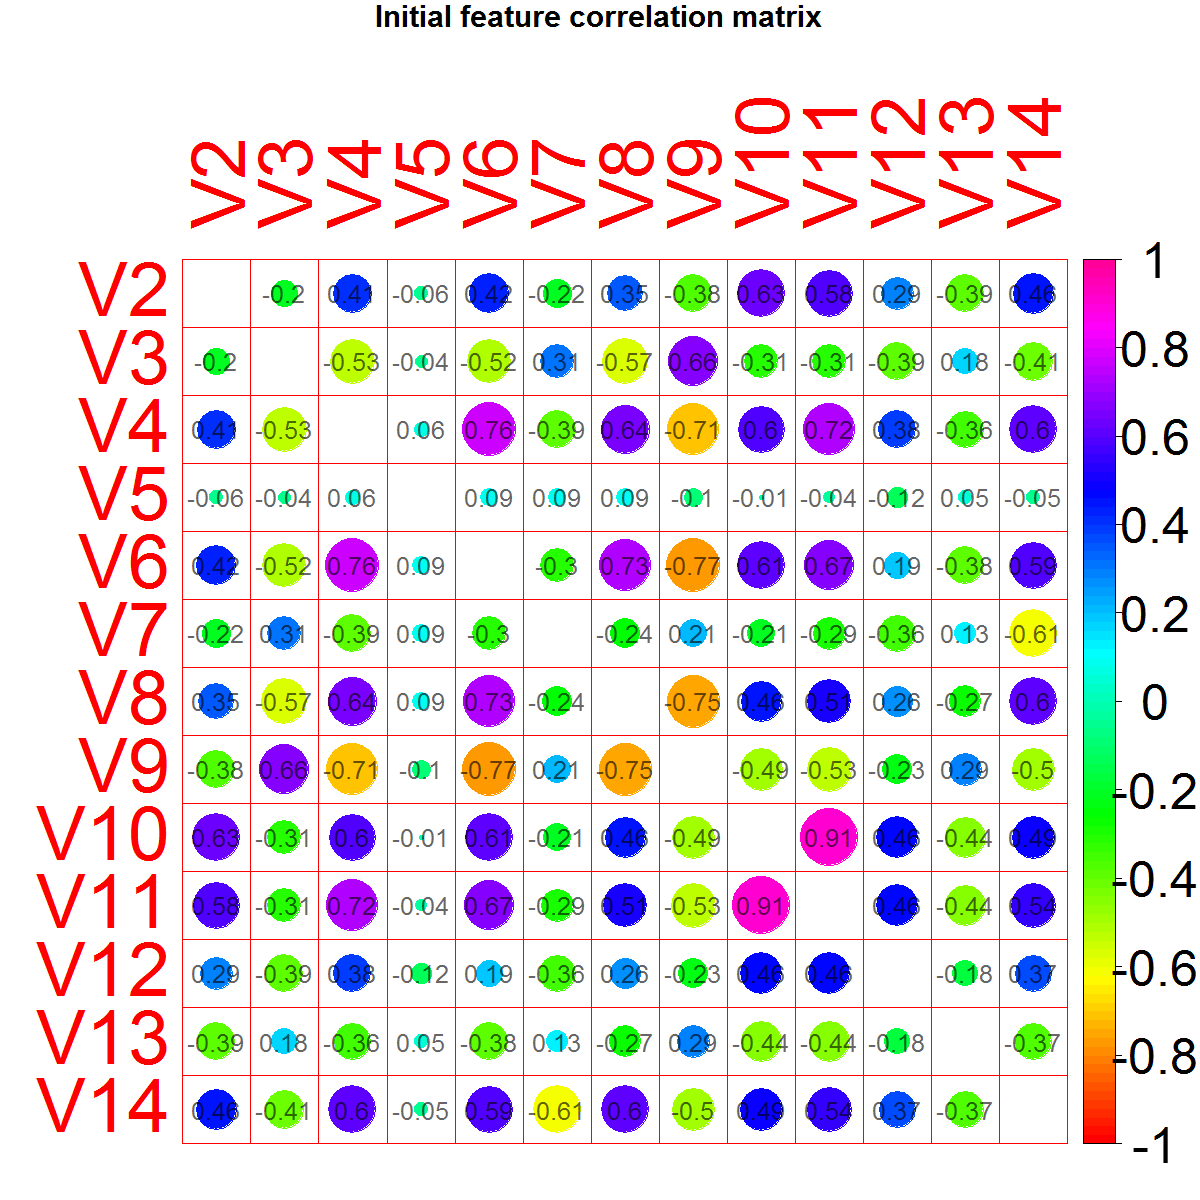 Initial feature correlation matrix
V2 V3 V4 V5 V6 V7 V8 V9 V10 V11 V12 V13 V14
V2 -0.2 0.41 -0.06 0.42 -0.22 0.35 -0.38 0.63 0.58 0.29 -0.39 0.46
V3 -0.2 -0.53 -0.04 -0.52 0.31 -0.57 0.66 -0.31 -0.31 -0.39 0.18 -0.41
V4 0.41 -0.53 0.06 0.76 -0.39 0.64 -0.71 0.6 0.72 0.38 -0.36 0.6
V5 -0.06 -0.04 0.06 0.09 0.09 0.09 -0.1 -0.01 -0.04 -0.12 0.05 -0.05
V6 0.42 -0.52 0.76 0.09 -0.3 0.73 -0.77 0.61 0.67 0.19 -0.38 0.59
V7 -0.22 0.31 -0.39 0.09 -0.3 -0.24 0.21 -0.21 -0.29 -0.36 0.13 -0.61
V8 0.35 -0.57 0.64 0.09 0.73 -0.24 -0.75 0.46 0.51 0.26 -0.27 0.6
V9 -0.38 0.66 -0.71 -0.1 -0.77 0.21 -0.75 -0.49 -0.53 -0.23 0.29 -0.5
V10 0.63 -0.31 0.6 -0.01 0.61 -0.21 0.46 -0.49 0.91 0.46 -0.44 0.49
V11 0.58 -0.31 0.72 -0.04 0.67 -0.29 0.51 -0.53 0.91 0.46 -0.44 0.54
V12 0.29 -0.39 0.38 -0.12 0.19 -0.36 0.26 -0.23 0.46 0.46 -0.18 0.37
V13 -0.39 0.18 -0.36 0.05 -0.38 0.13 -0.27 0.29 -0.44 -0.44 -0.18 -0.37
V14 0.46 -0.41 0.6 -0.05 0.59 -0.61 0.6 -0.5 0.49 0.54 0.37 -0.37
1
0.8
0.6
0.4
0.2
0
-0.2
-0.4
-0.6
-0.8
-1